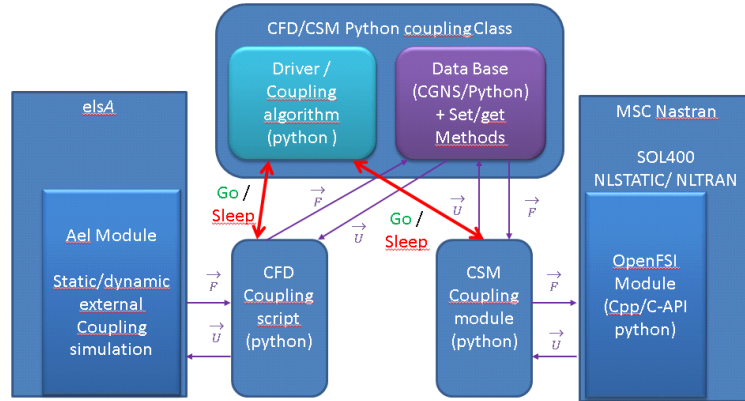 CFD/CSM Python coupling Class
Driver /
Coupling
algorithm
(python )
Data Base
(CGNS/Python)
+ Set/get
Methods
elsA
Ael Module
Static/dynamic
external
Coupling
simulation
MSC Nastran
SOL400
NLSTATIC/ NLTRAN
OpenFSI
Module
(Cpp/C-API
python)
Go /
Sleep
F
U
Go /
Sleep
U
F
CFD
Coupling
script
(python)
CSM
Coupling
module
(python)
F
U
F
U